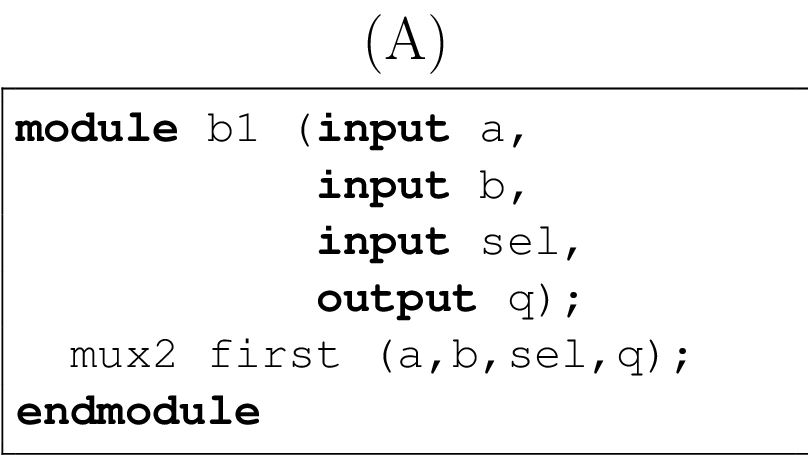 (A)
module b1 (input a,
input b,
input sel,
output q);
mux2 first (a,b,sel,q);
endmodule